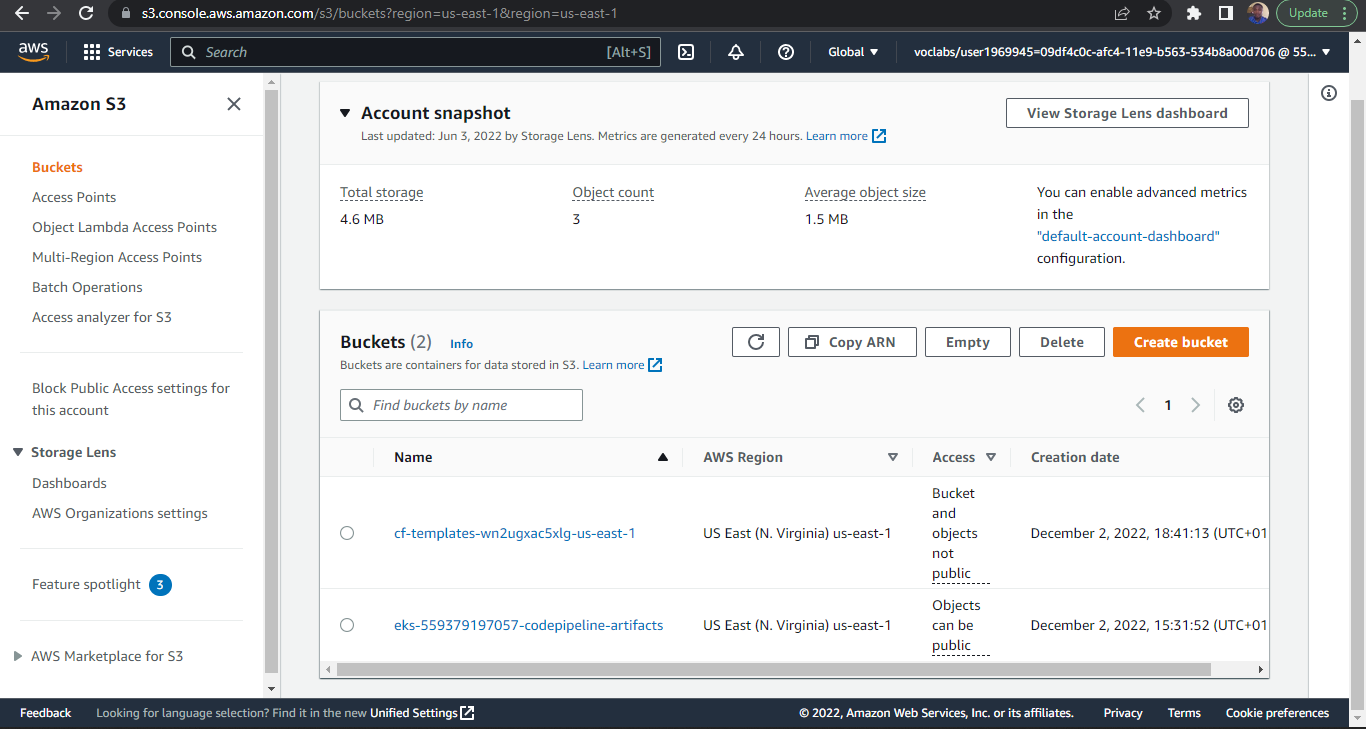 s3.console.aws.amazon.com/s3/buckets?region=us-east-1&region=us-east-1
Update
aws
Services
Search
[Alt+S]
Global
voclabs/user1969945=09df4c0c-afc4-11e9-b563-534b8a00d706 @ 55...
Amazon S3
Buckets
Access Points
Object Lambda Access Points
Multi-Region Access Points
Batch Operations
Access analyzer for S3
Block Public Access settings for
this account
Storage Lens
Dashboards
AWS Organizations settings
Feature spotlight 3
AWS Marketplace for S3
Account snapshot
View Storage Lens dashboard
Last updated: Jun 3, 2022 by Storage Lens. Metrics are generated every 24 hours. Learn more
Total storage
4.6 MB
Object count
3
Average object size
1.5 MB
You can enable advanced metrics
in the
"default-account-dashboard"
configuration.
Buckets (2) Info
Copy ARN
Empty
Delete
Create bucket
Buckets are containers for data stored in S3. Learn more
Find buckets by name
1
Name
AWS Region
Access
Creation date
cf-templates-wn2ugxac5xlg-us-east-1
US East (N. Virginia) us-east-1
Bucket
and
objects
not
public
December 2, 2022, 18:41:13 (UTC+01
eks-559379197057-codepipeline-artifacts
US East (N. Virginia) us-east-1
Objects
can be
public
December 2, 2022, 15:31:52 (UTC+01
Feedback
Looking for language selection? Find it in the new Unified Settings
© 2022, Amazon Web Services, Inc. or its affiliates.
Privacy
Terms
Cookie preferences